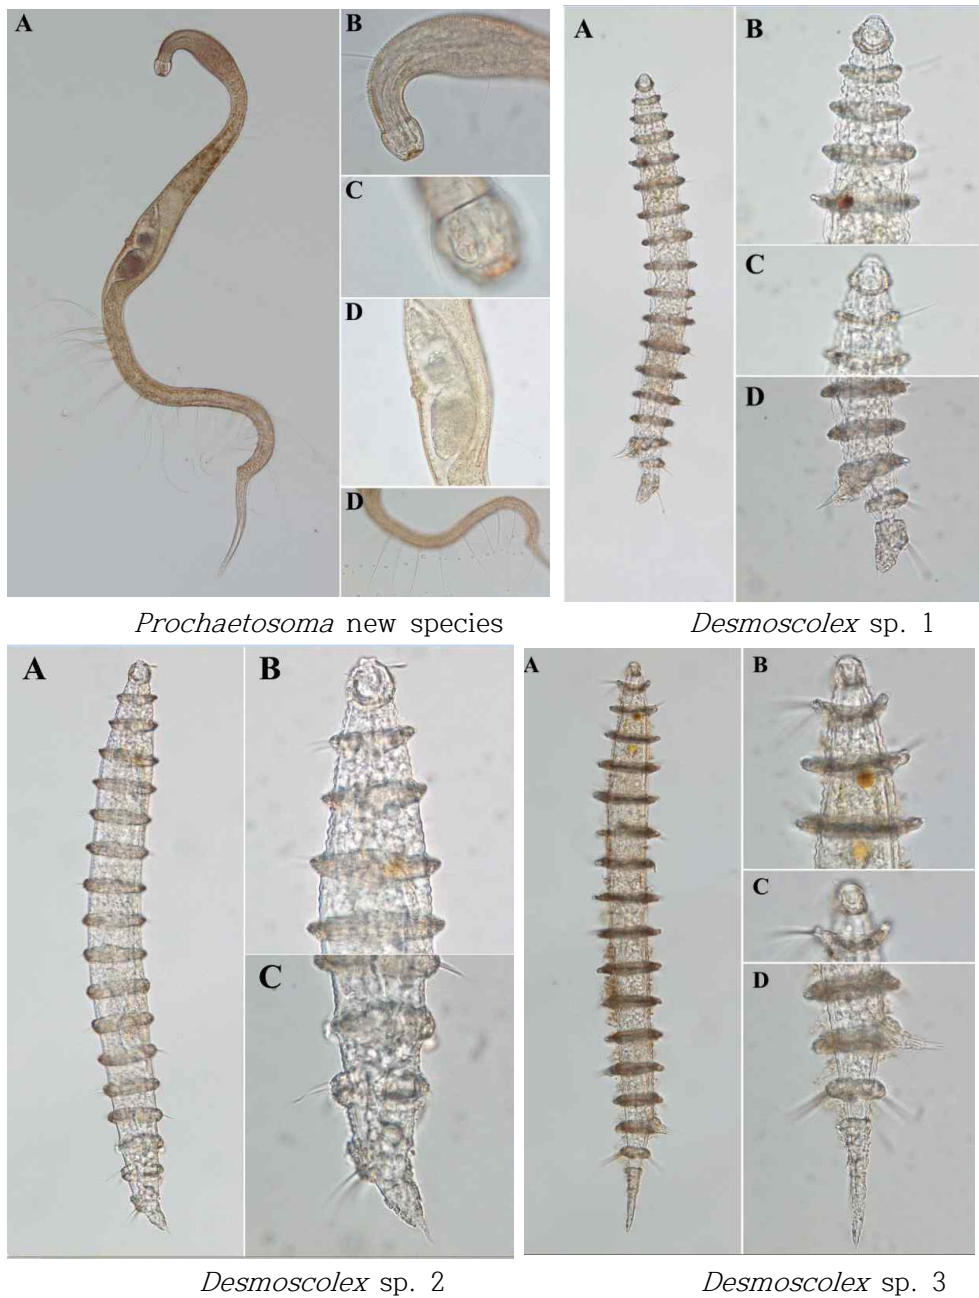 A
B
C
D
D
Prochaetosoma new species
A
B
C
D
Desmoscolex sp. 1
A
B
C
Desmoscolex sp. 2
A
B
C
D
Desmoscolex sp. 3